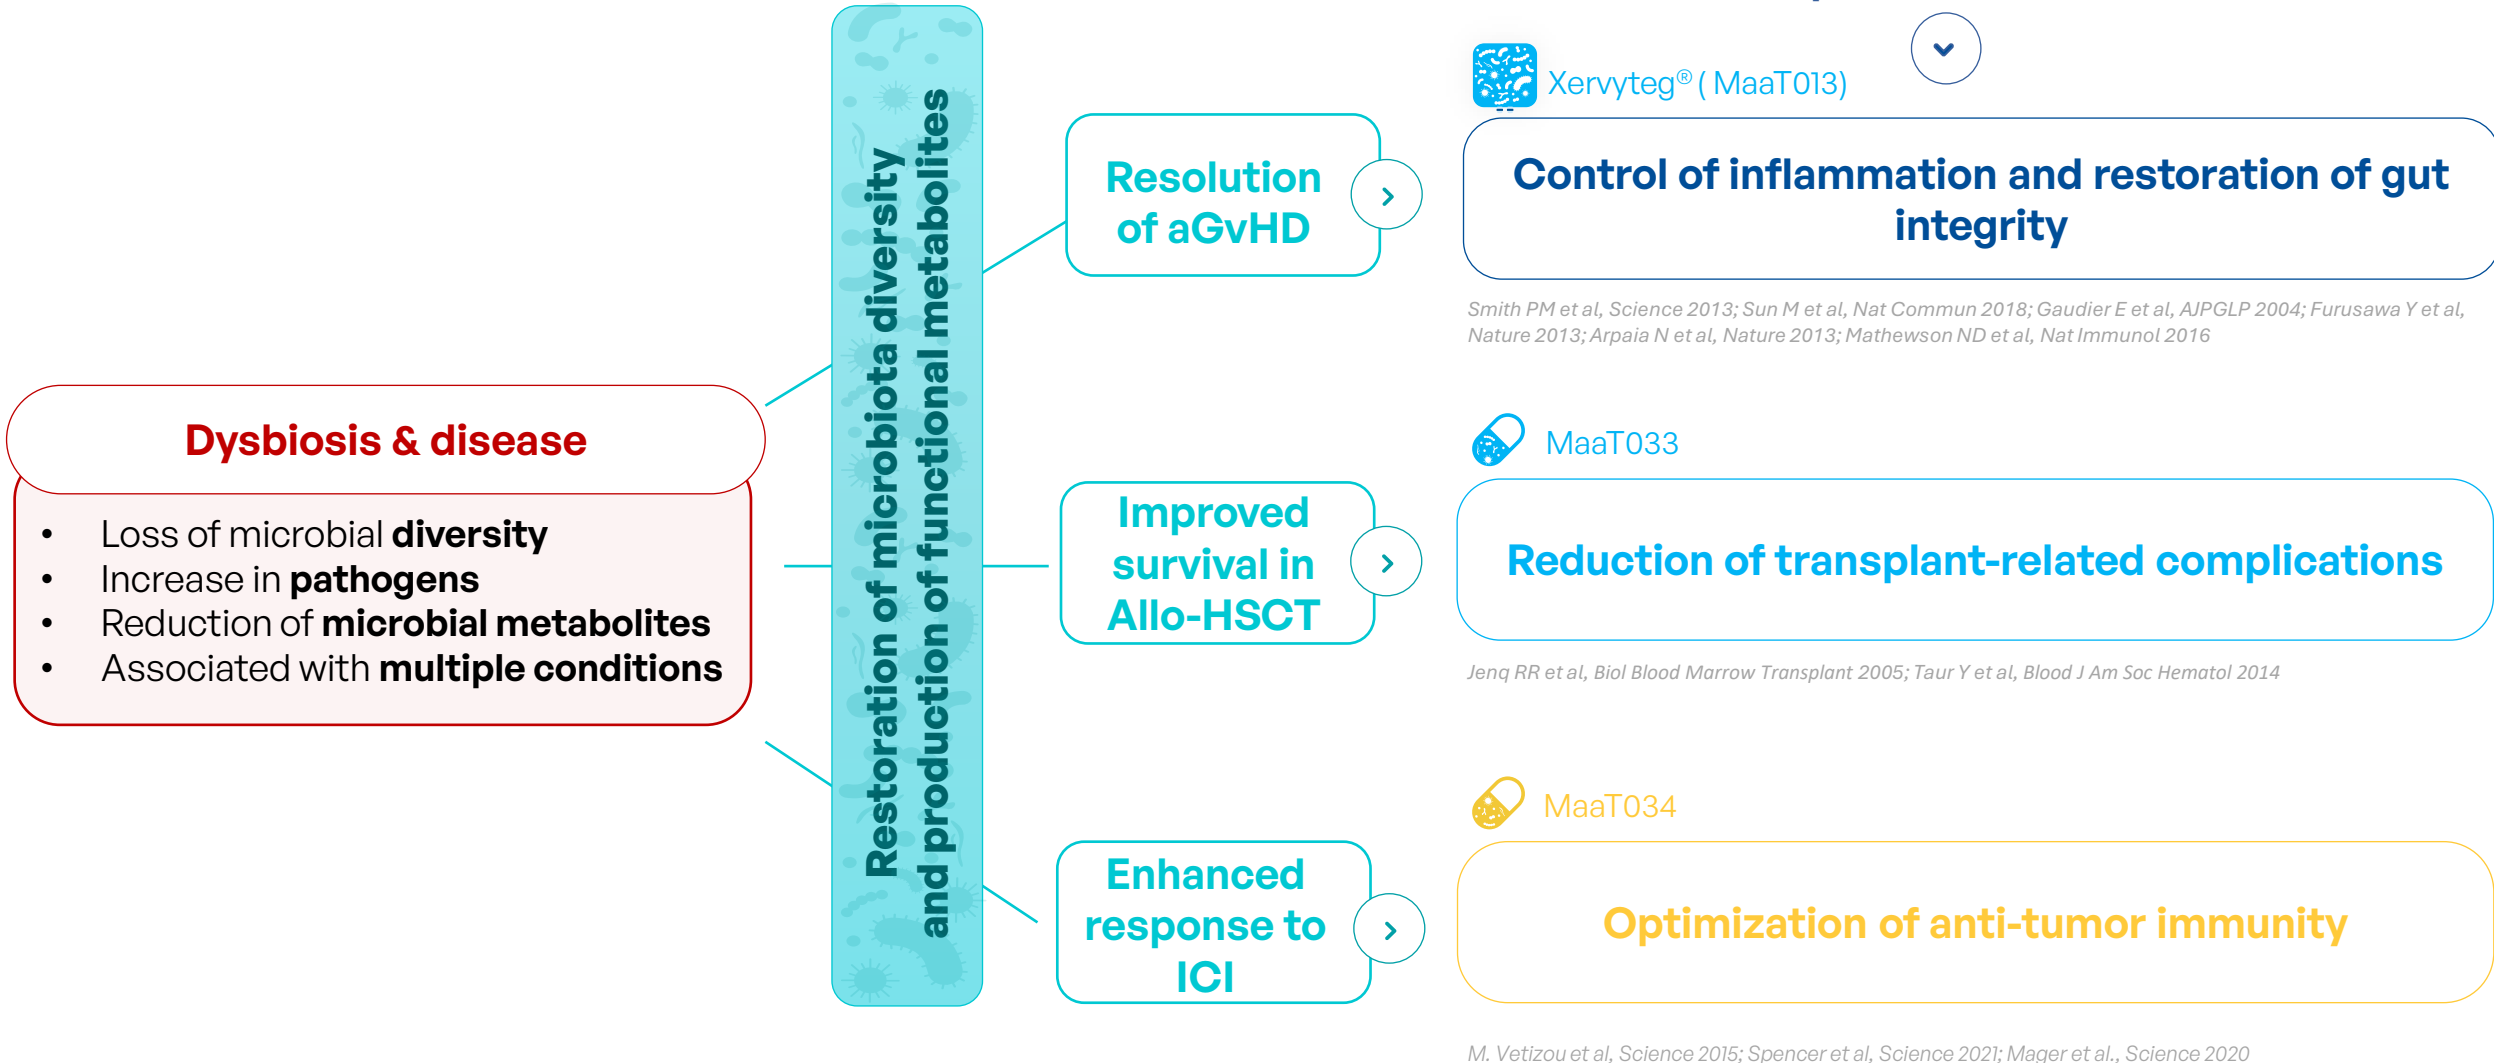 Dysbiosis & disease
• Loss of microbial diversity
• Increase in pathogens
• Reduction of microbial metabolites
• Associated with multiple conditions
Restoration of microbiota diversity
and production of functional metabolites
Resolution
of aGvHD
Xervyteg® ( MaaT013)
Control of inflammation and restoration of gut
integrity
Smith PM et al, Science 2013; Sun M et al, Nat Commun 2018; Gaudier E et al, AJPGLP 2004; Furusawa Y et al,
Nature 2013; Arpaia N et al, Nature 2013; Mathewson ND et al, Nat Immunol 2016
Improved
survival in
Allo-HSCT
MaaT033
Reduction of transplant-related complications
Jenq RR et al, Biol Blood Marrow Transplant 2005; Taur Y et al, Blood J Am Soc Hematol 2014
Enhanced
response to
ICI
MaaT034
Optimization of anti-tumor immunity
M. Vetizou et al, Science 2015; Spencer et al, Science 2021; Mager et al., Science 2020